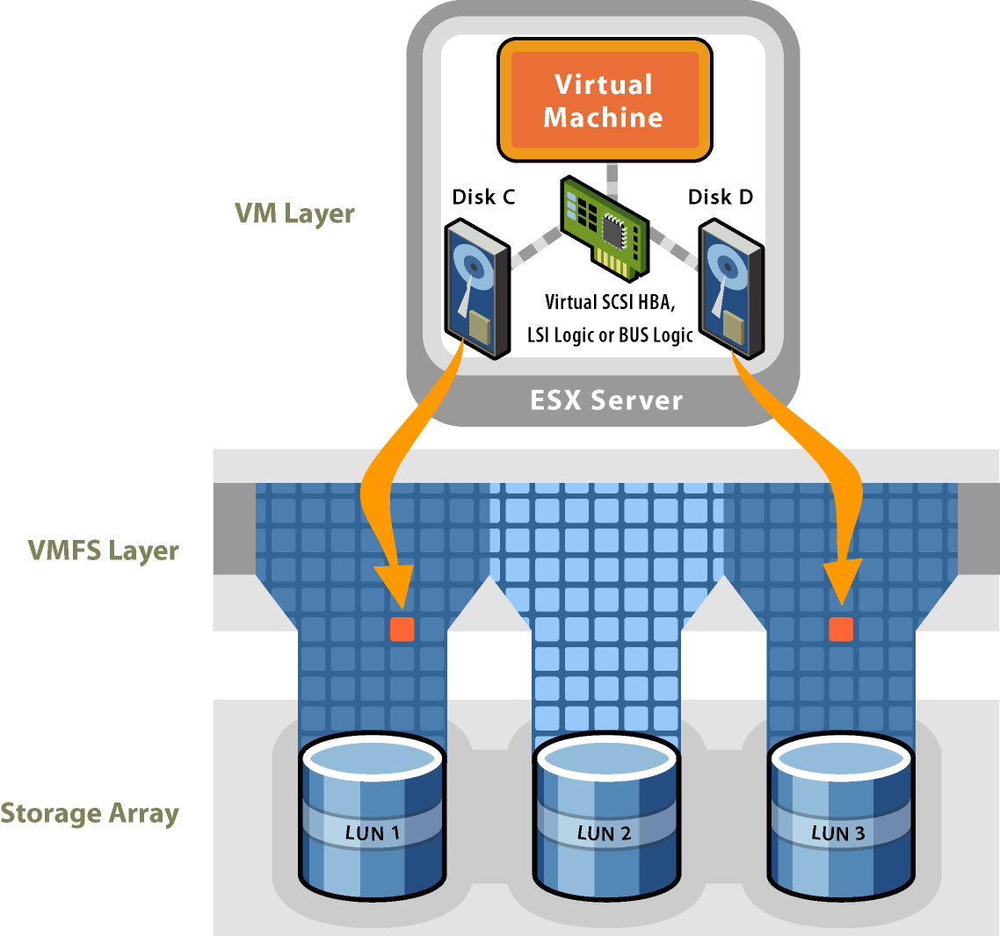 Virtual
Machine
Disk C
Disk D
VM Layer
Virtual SCSI HBA,
LSI Logic or BUS Logic
ESX Server
VMFS Layer
Storage Array
LUN 1
LUN 2
LUN 3